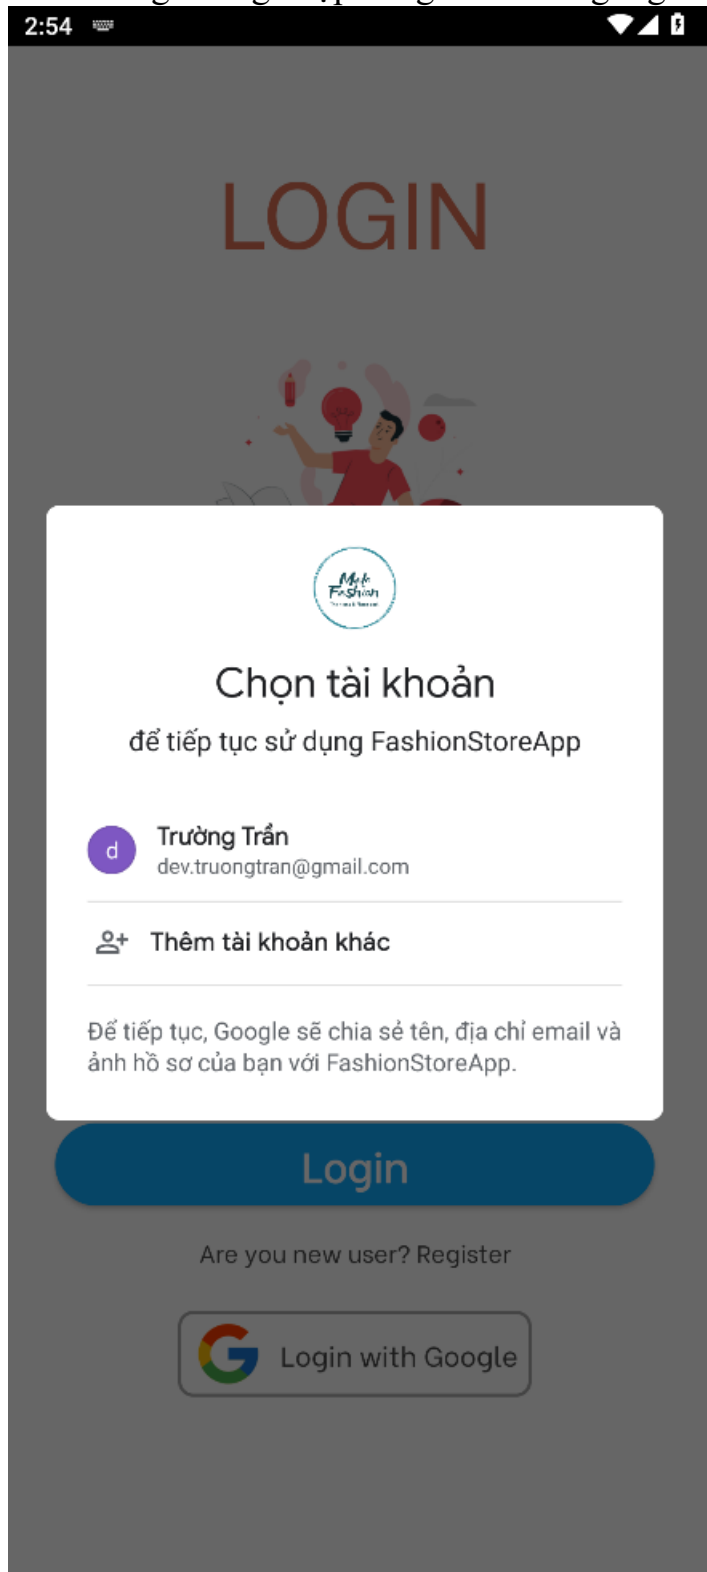 2:54
LOGIN
Fashion
Chọn tài khoản
để tiếp tục sử dụng FashionStoreApp
d
Trường Trần
dev.truongtran@gmail.com
Thêm tài khoản khác
Để tiếp tục, Google sẽ chia sẻ tên, địa chỉ email và
ảnh hồ sơ của bạn với FashionStoreApp.
Login
Are you new user? Register
Login with Google